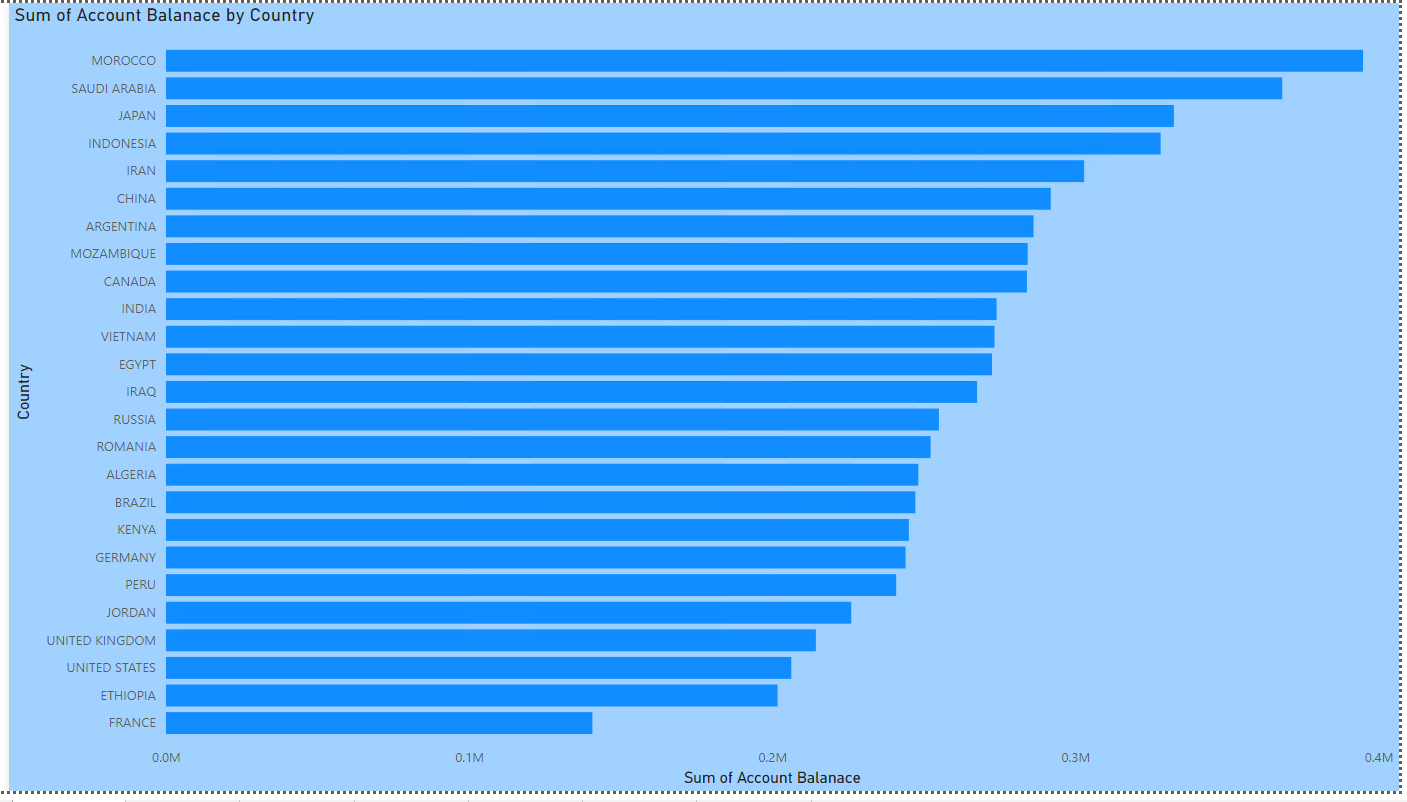 Sum of Account Balanace by Country
MOROCCO
SAUDI ARABIA
JAPAN
INDONESIA
IRAN
CHINA
ARGENTINA
MOZAMBIQUE
CANADA
INDIA
VIETNAM
EGYPT
IRAQ
RUSSIA
ROMANIA
ALGERIA
BRAZIL
KENYA
GERMANY
PERU
JORDAN
UNITED KINGDOM
UNITED STATES
ETHIOPIA
FRANCE
Country
0.0M 0.1M 0.2M 0.3M 0.4M
Sum of Account Balanace